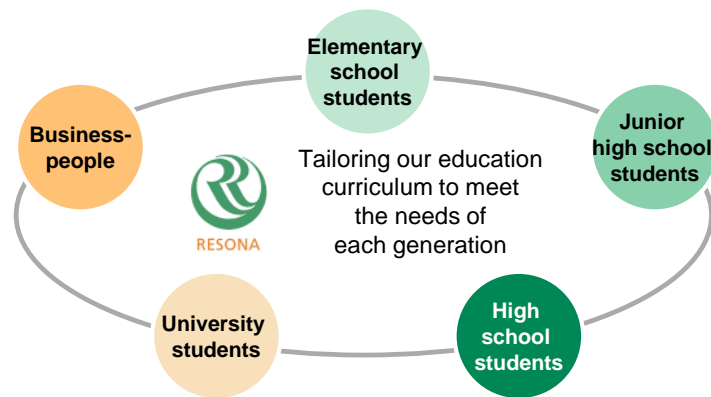 Elementary
school
students
Business-
people
Junior
high school
students
Tailoring our education
curriculum to meet
the needs of
each generation
RESONA
University
students
High
school
students